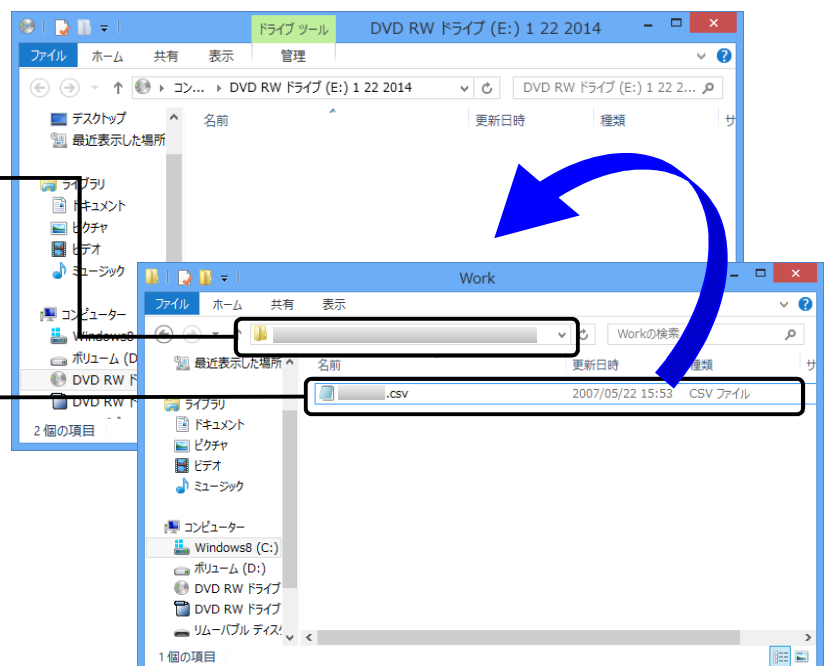 ドライブ ツール
DVD RW ドライブ (E:) 1 22 2014
ファイル ホーム 共有 表示 管理
コン... DVD RW ドライブ (E:) 1 22 2014
DVD RW ドライブ (E:) 1 22 2...
デスクトップ
最近表示した場所
名前 更新日時 種類 サ
ライブラリ
ドキュメント
ピクチャ
ビデオ
ミュージック
コンピューター
Windows8
ボリューム (D
DVD RW ド
DVD RW ド
2 個の項目
Work
ファイル ホーム 共有 表示
Workの検索
最近表示した場所
名前 更新日時 種類 サ
.csv 2007/05/22 15:53 CSV ファイル
ライブラリ
ドキュメント
ピクチャ
ビデオ
ミュージック
コンピューター
Windows8 (C:)
ボリューム (D:)
DVD RW ドライブ
DVD RW ドライブ
リムーバブル ディスク
1 個の項目